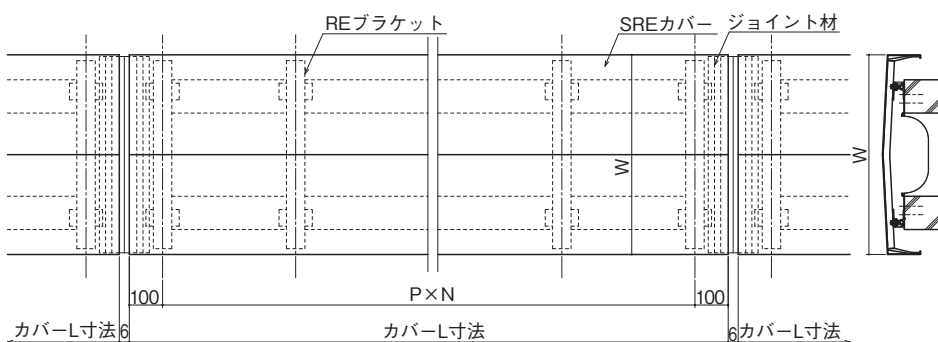 REブラケット
SREカバー
ジョイント材
W
W
100
P×N
100
カバーL寸法
6
カバーL寸法
6
カバーL寸法